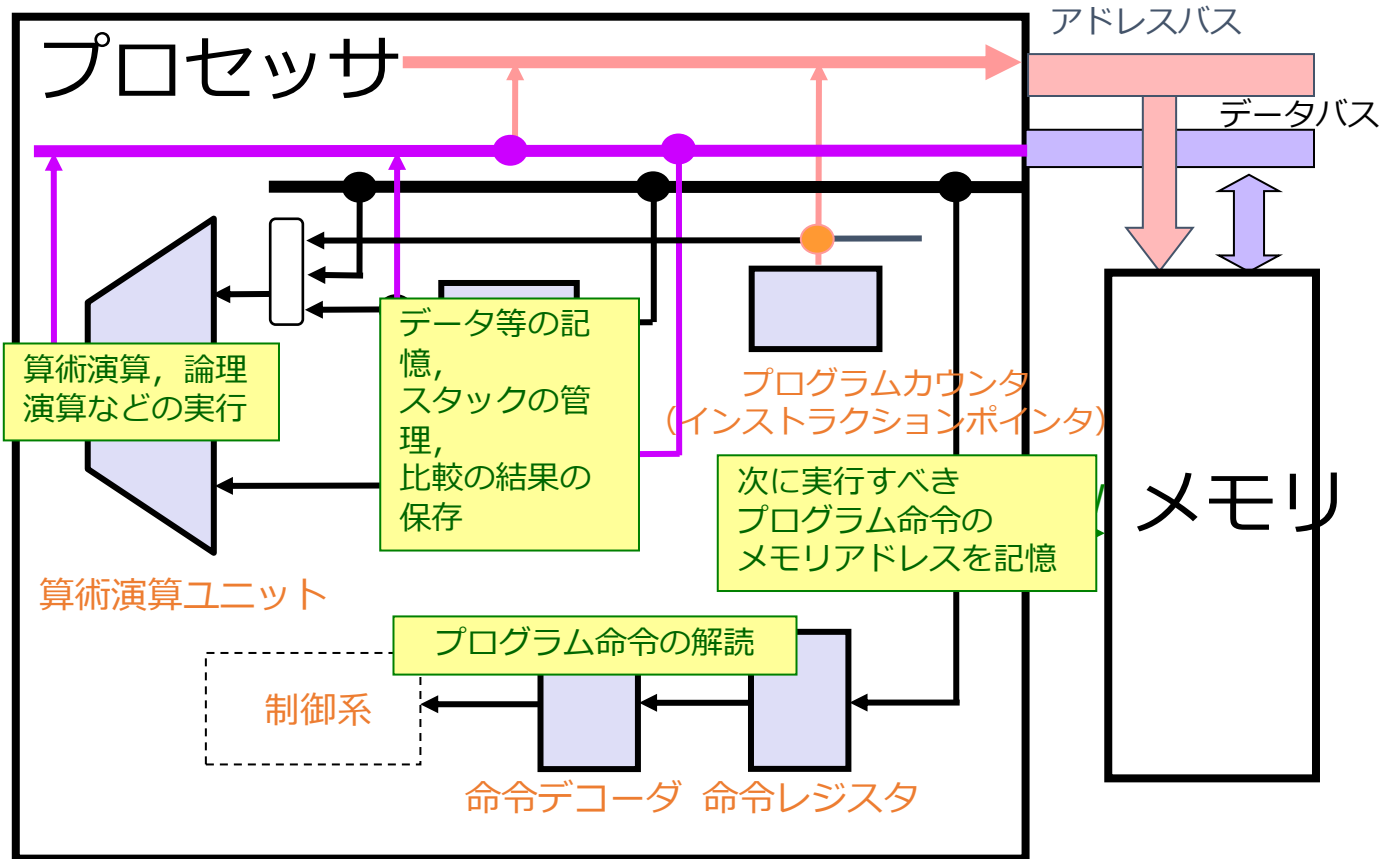 アドレスバス
プロセッサ
データバス
データ等の記
憶,
スタックの管
理,
比較の結果の
保存
算術演算，論理
演算などの実行
プログラムカウンタ
（インストラクションポインタ）
次に実行すべき
プログラム命令の
メモリアドレスを記憶
メモリ
算術演算ユニット
プログラム命令の解読
制御系
命令デコーダ
命令レジスタ